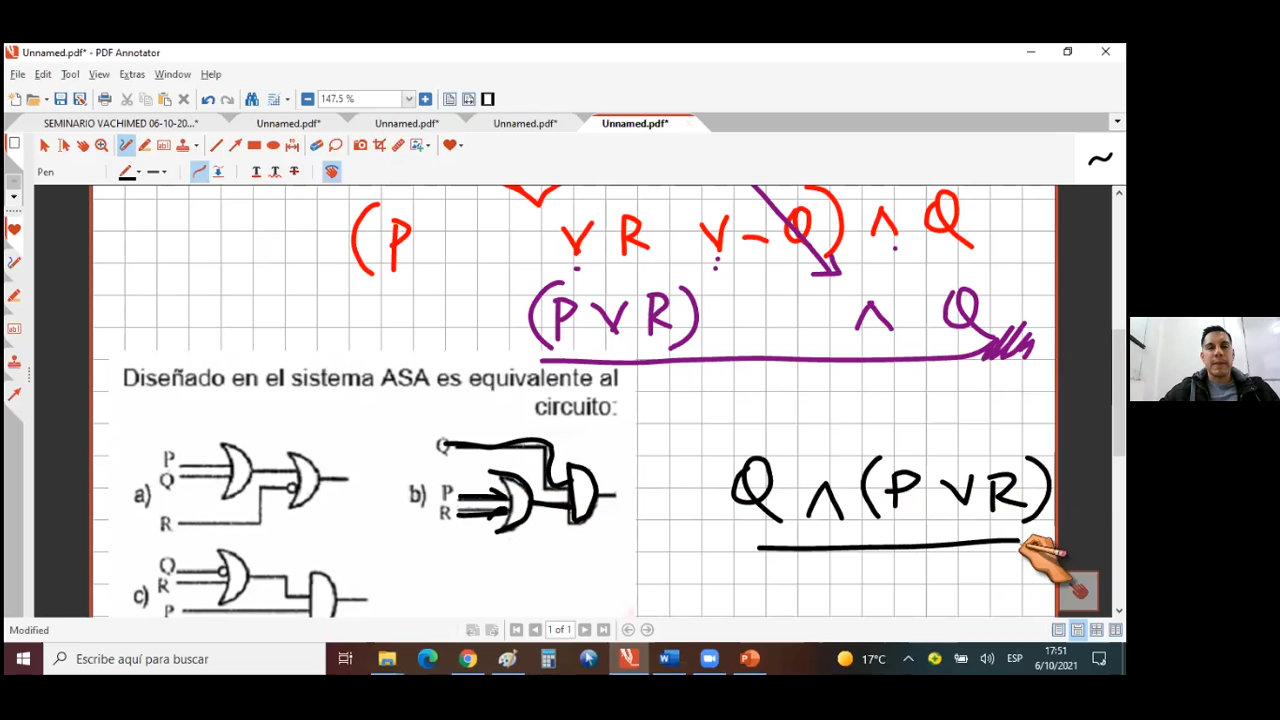 Unnamed.pdf* - PDF Annotator
File Edit Tool View Extras Window Help
147.5 %
SEMINARIO VACHIMED 06-10-20...* Unnamed.pdf* Unnamed.pdf* Unnamed.pdf* Unnamed.pdf*
Pen
(P ∨ R ∨ - Q) ∧ Q
(P ∨ R) ∧ Q
Diseñado en el sistema ASA es equivalente al
circuito:
a) P Q R
b) Q P R
Q ∧ (P ∨ R)
c) Q R P
Modified 1 of 1
Escribe aquí para buscar 17°C ESP 17:51 6/10/2021